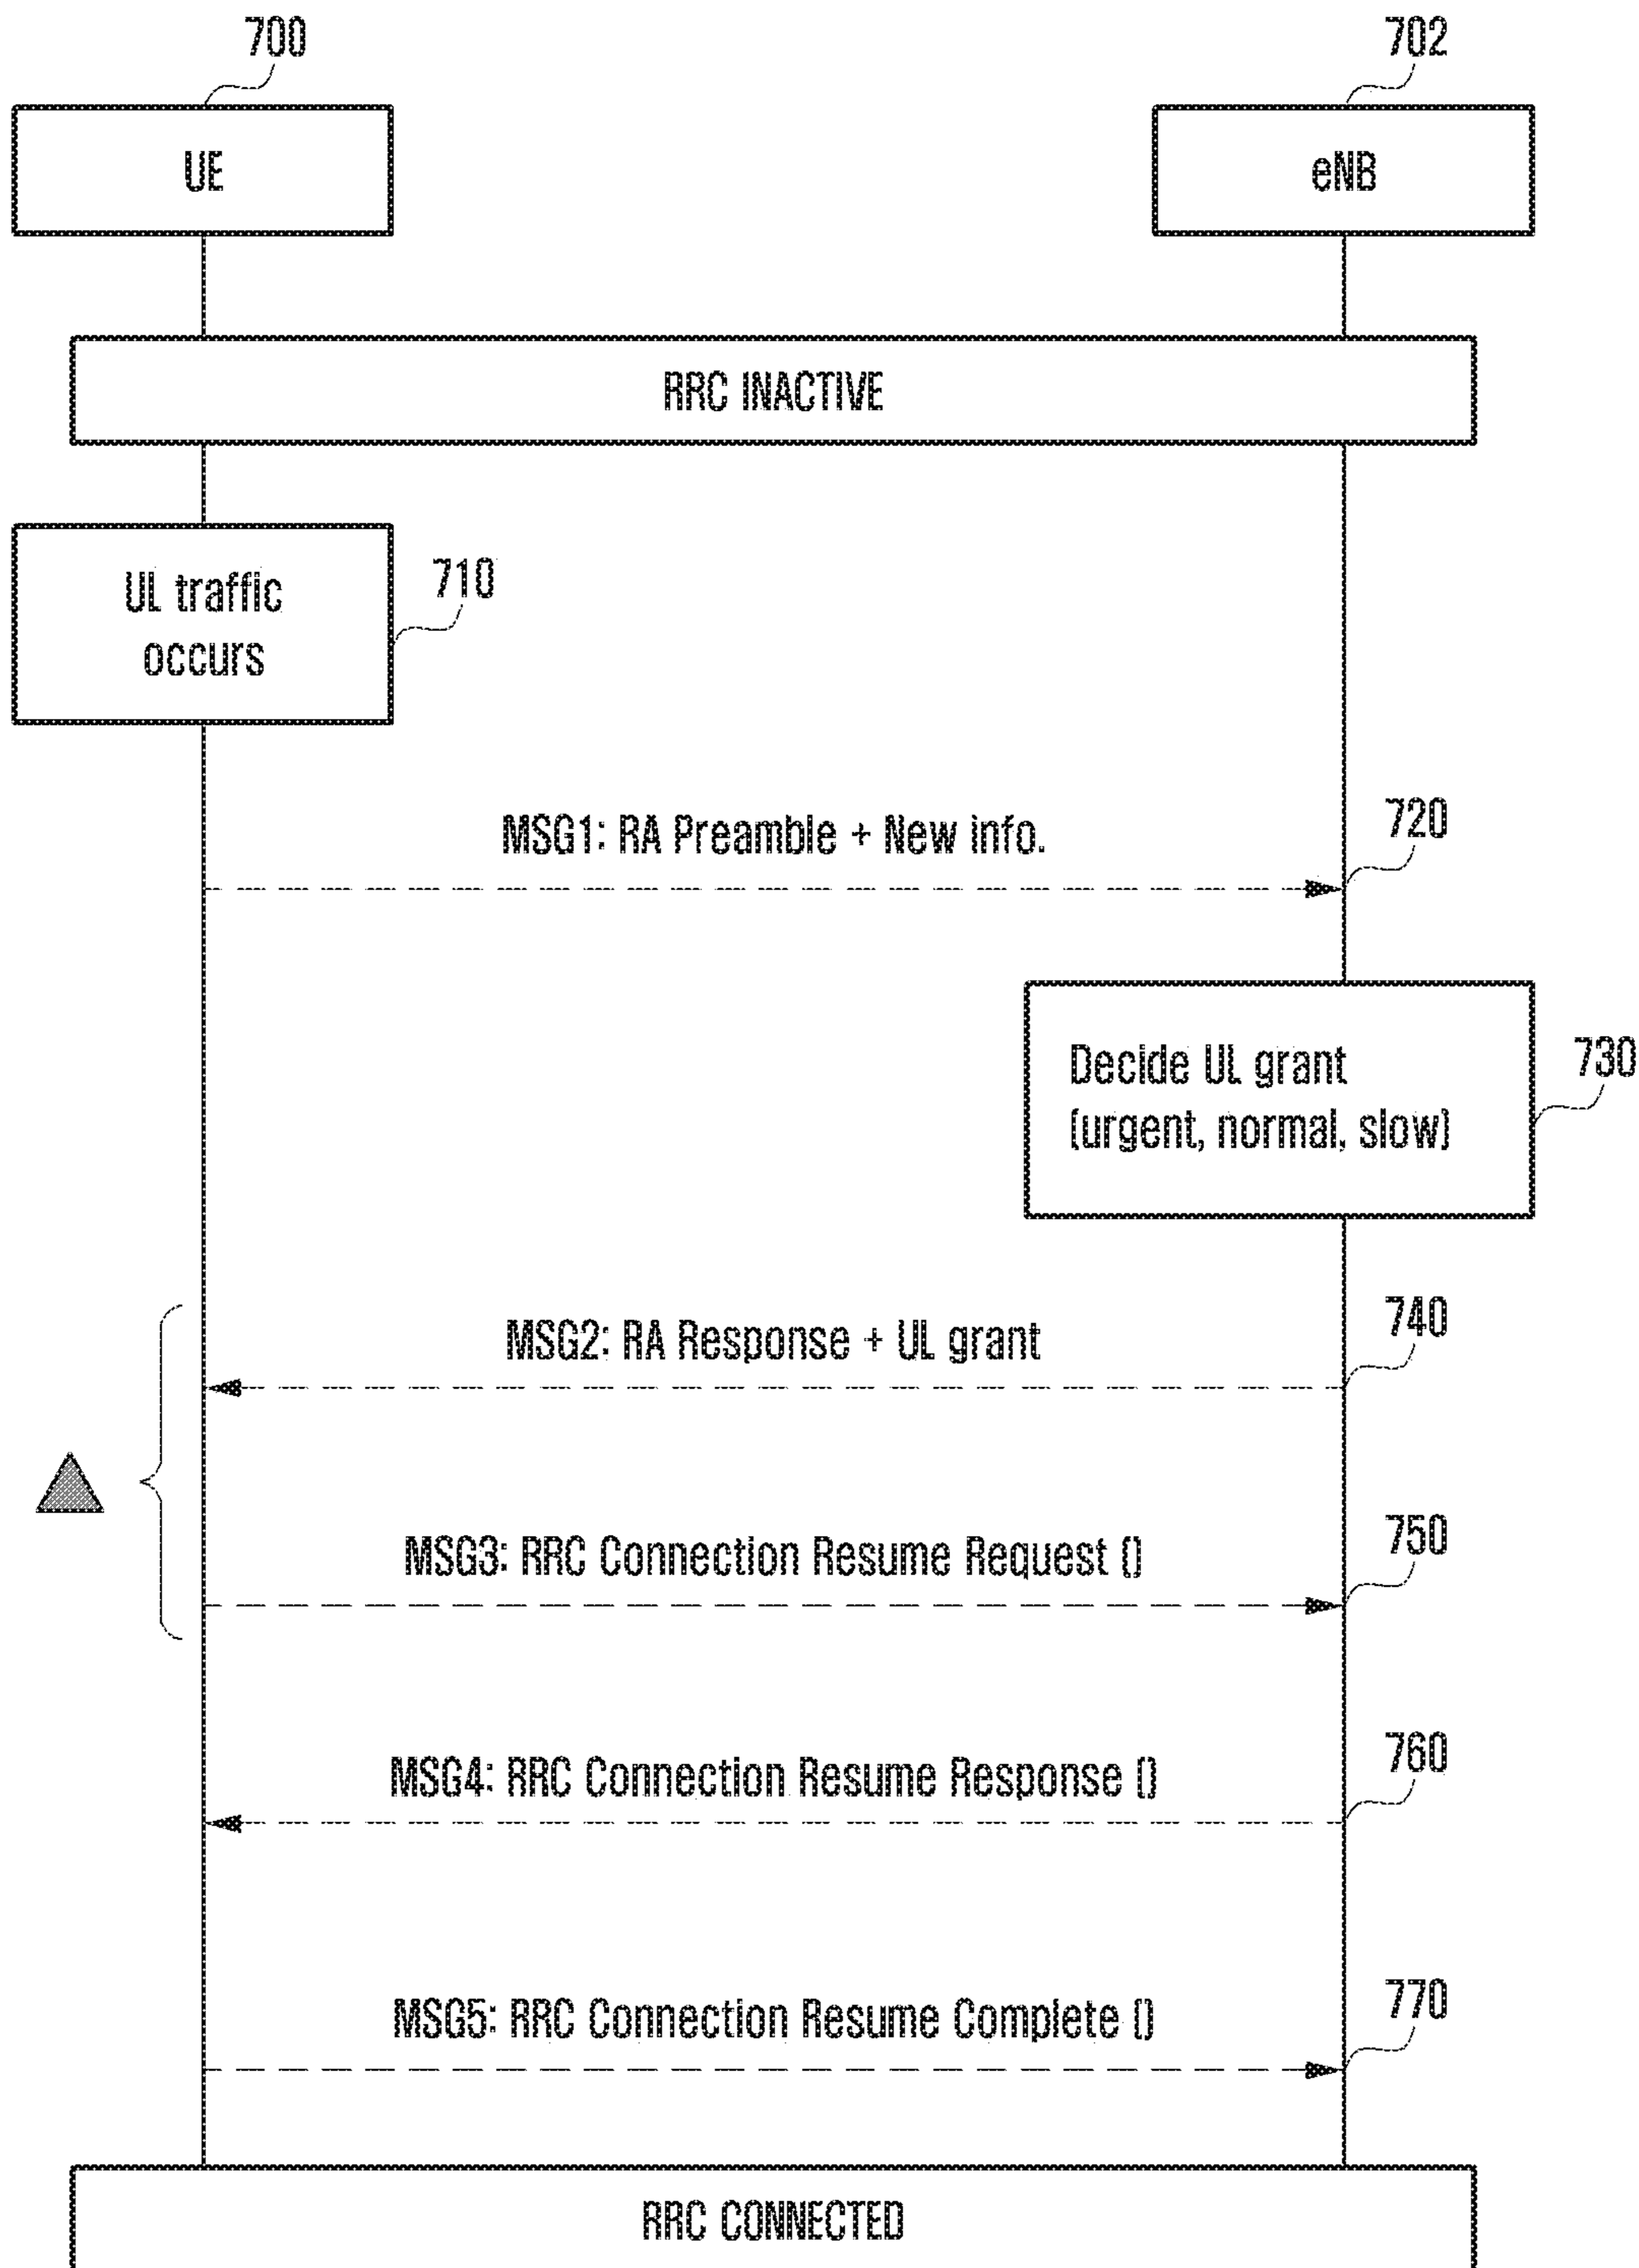 700
702
UE
eNB
RRC INACTIVE
UL traffic
occurs
710
MSG1: RA Preamble + New info.
720
Decide UL grant
(urgent, normal, slow)
730
MSG2: RA Response + UL grant
740
MSG3: RRC Connection Resume Request ()
750
MSG4: RRC Connection Resume Response ()
760
MSG5: RRC Connection Resume Complete ()
770
RRC CONNECTED